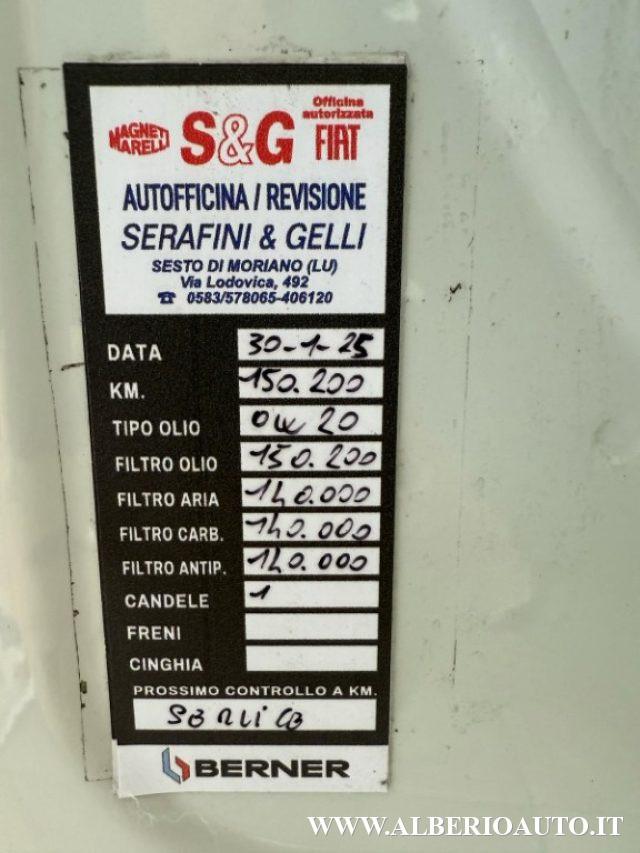 MAGNETI
MARELLI
S&G
Officina
autorizzata
FIAT
AUTOFFICINA / REVISIONE
SERAFINI & GELLI
SESTO DI MORIANO (LU)
Via Lodovica, 492
☎ 0583/578065-406120
DATA 30-1-25
KM. 150.200
TIPO OLIO 0W20
FILTRO OLIO 150.200
FILTRO ARIA 140.000
FILTRO CARB. 140.000
FILTRO ANTIP. 140.000
CANDELE 1
FRENI
CINGHIA
PROSSIMO CONTROLLO A KM.
BERNER
WWW.ALBERIOAUTO.IT